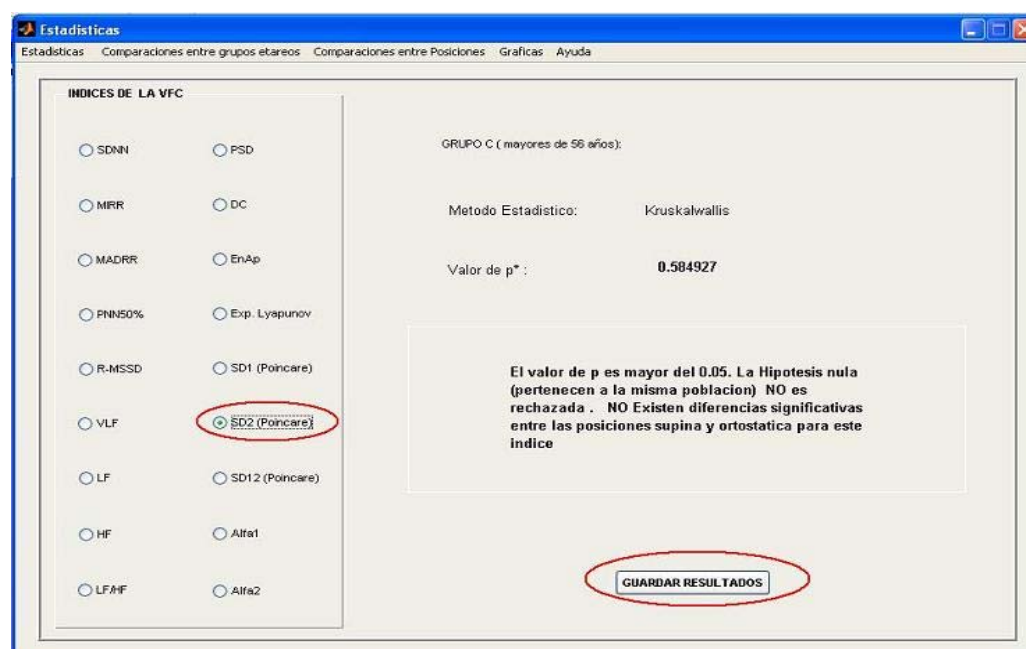 Estadisticas
Estadisticas Comparaciones entre grupos etareos Comparaciones entre Posiciones Graficas Ayuda
INDICES DE LA VFC
SDNN PSD
MRR DC
MADRR EnAp
PNN50% Exp. Lyapunov
R-MSSD SD1 (Poincare)
VLF SD2 (Poincare)
LF SD12 (Poincare)
HF Alfa1
LF/HF Alfa2
GRUPO C ( mayores de 56 años):
Metodo Estadistico: Kruskalwallis
Valor de p* : 0.584927
El valor de p es mayor del 0.05. La Hipotesis nula
(pertenecen a la misma poblacion) NO es
rechazada . NO Existen diferencias significativas
entre las posiciones supina y ortostatica para este
indice
GUARDAR RESULTADOS